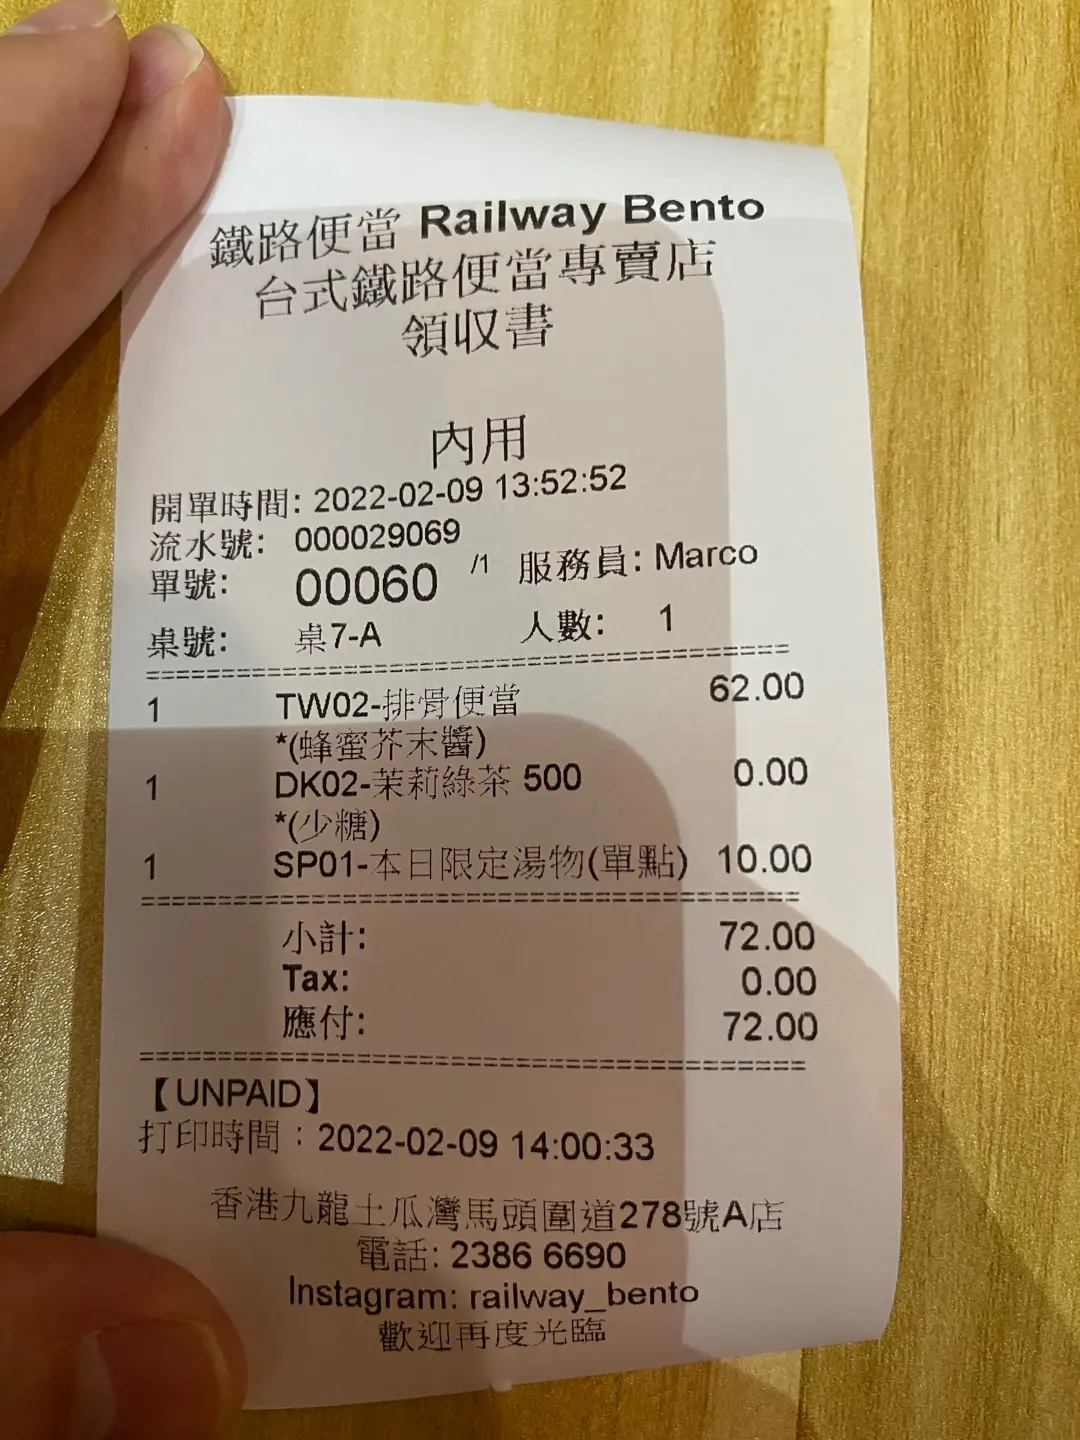 鐵路便當 Railway Bento
台式鐵路便當專賣店
領収書
內用
開單時間: 2022-02-09 13:52:52
流水號: 000029069
單號: 00060 /1 服務員: Marco
桌號: 桌7-A 人數: 1
1 TW02-排骨便當 62.00
*(蜂蜜芥末醬)
1 DK02-茉莉綠茶 500 0.00
*(少糖)
1 SP01-本日限定湯物(單點) 10.00
小計: 72.00
Tax: 0.00
應付: 72.00
【UNPAID】
打印時間：2022-02-09 14:00:33
香港九龍土瓜灣馬頭圍道278號A店
電話: 2386 6690
Instagram: railway_bento
歡迎再度光臨